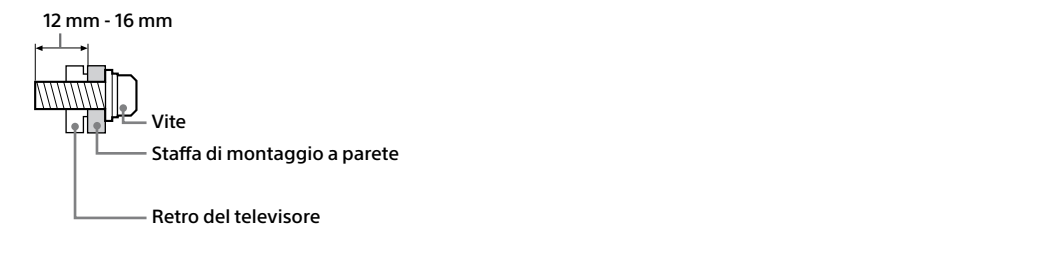 12 mm - 16 mm
Vite
Staffa di montaggio a parete
Retro del televisore